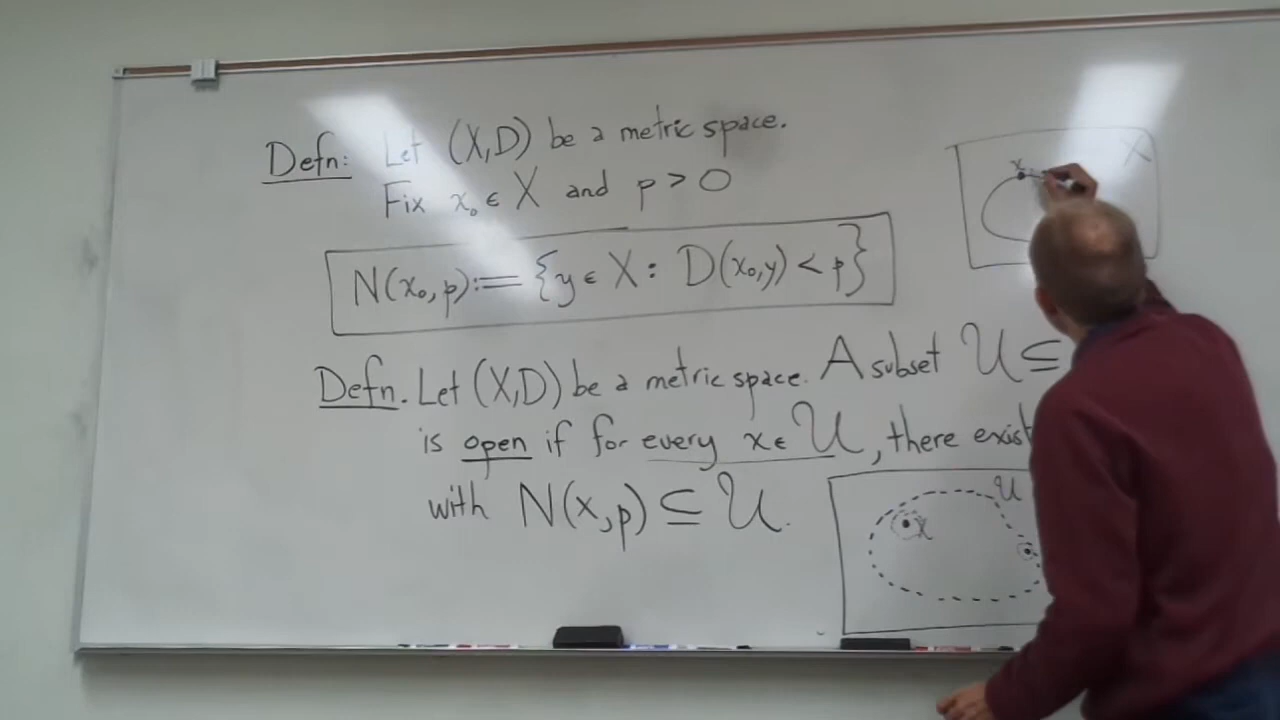 Defn: Let (X,D) be a metric space.
Fix x₀ ∈ X and p > 0
N(x₀,p) := {y ∈ X : D(x₀,y) < p}
Defn. Let (X,D) be a metric space. A subset U ⊆
is open if for every x ∈ U, there exist
with N(x,p) ⊆ U.
X
x
U
x